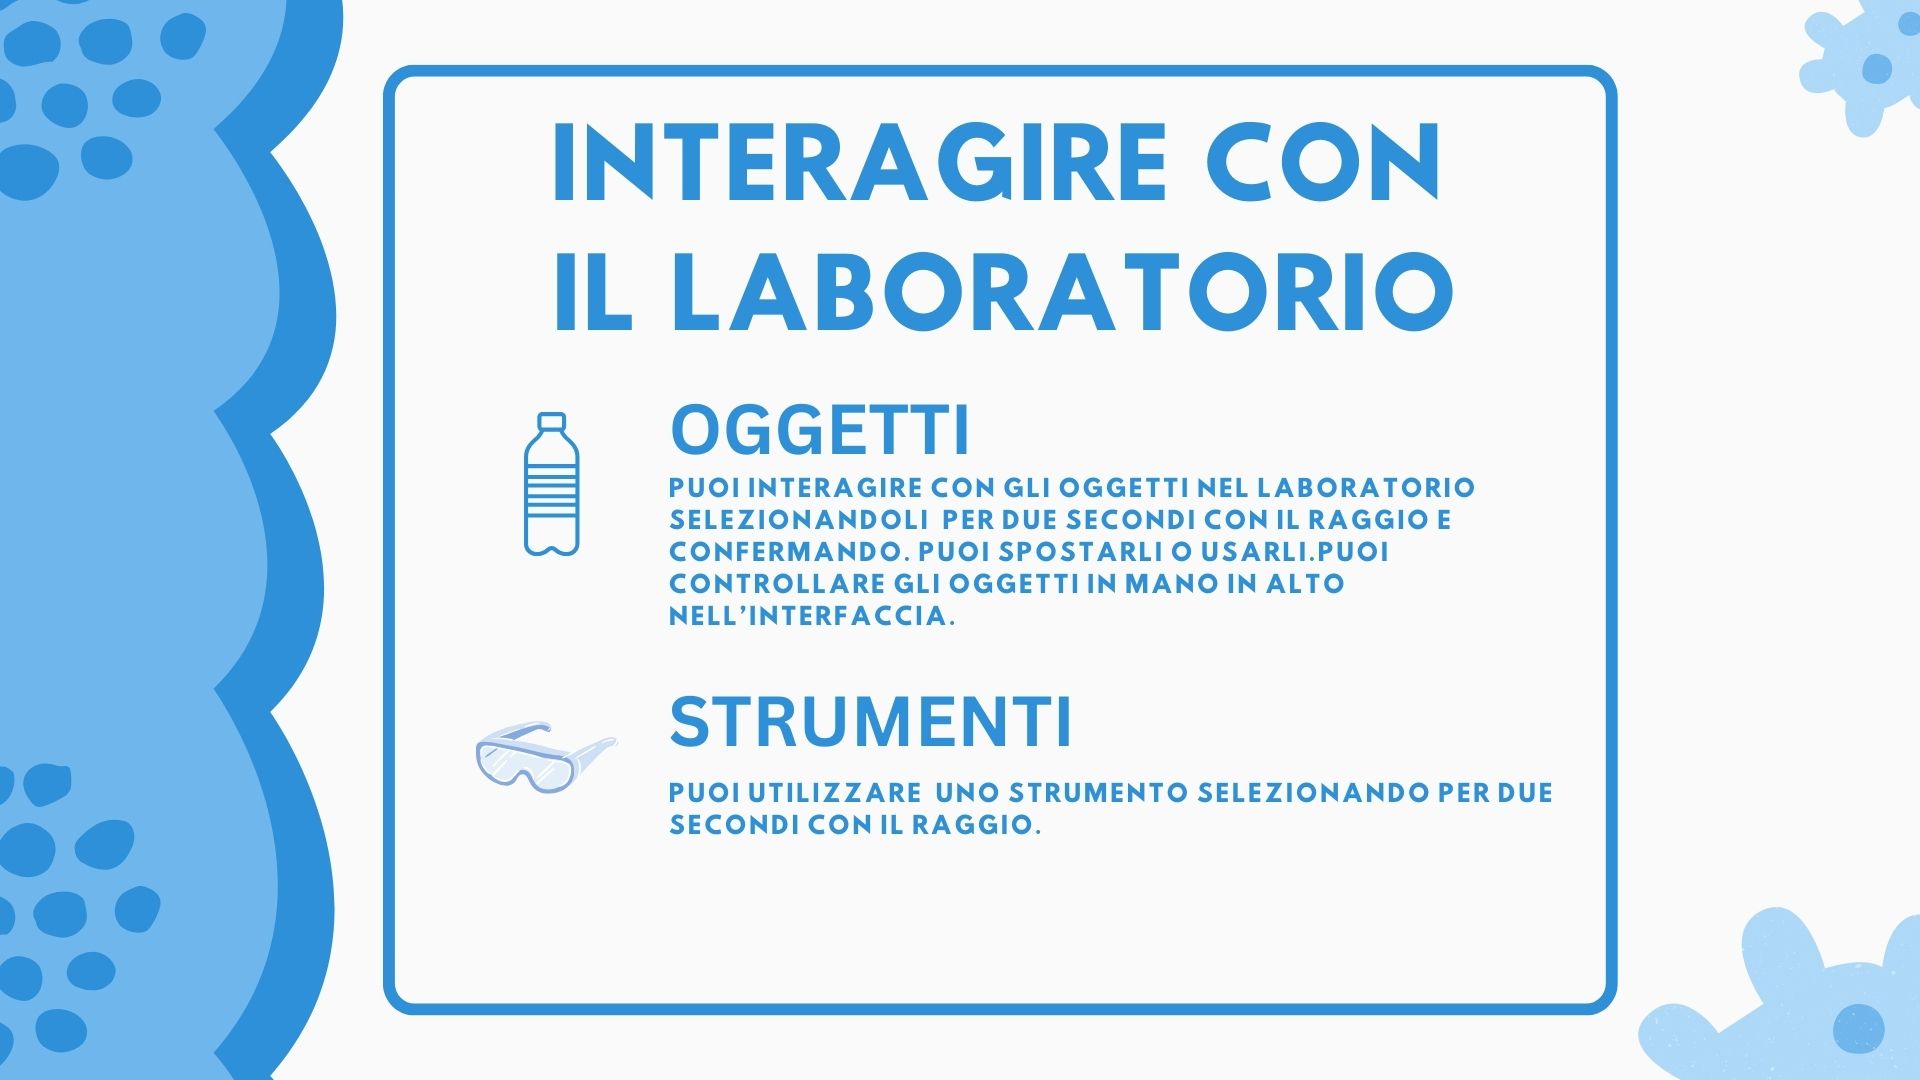 INTERAGIRE CON
IL LABORATORIO
OGGETTI
PUOI INTERAGIRE CON GLI OGGETTI NEL LABORATORIO
SELEZIONANDOLI PER DUE SECONDI CON IL RAGGIO E
CONFERMANDO. PUOI SPOSTARLI O USARLI.PUOI
CONTROLLARE GLI OGGETTI IN MANO IN ALTO
NELL’INTERFACCIA.
STRUMENTI
PUOI UTILIZZARE UNO STRUMENTO SELEZIONANDO PER DUE
SECONDI CON IL RAGGIO.